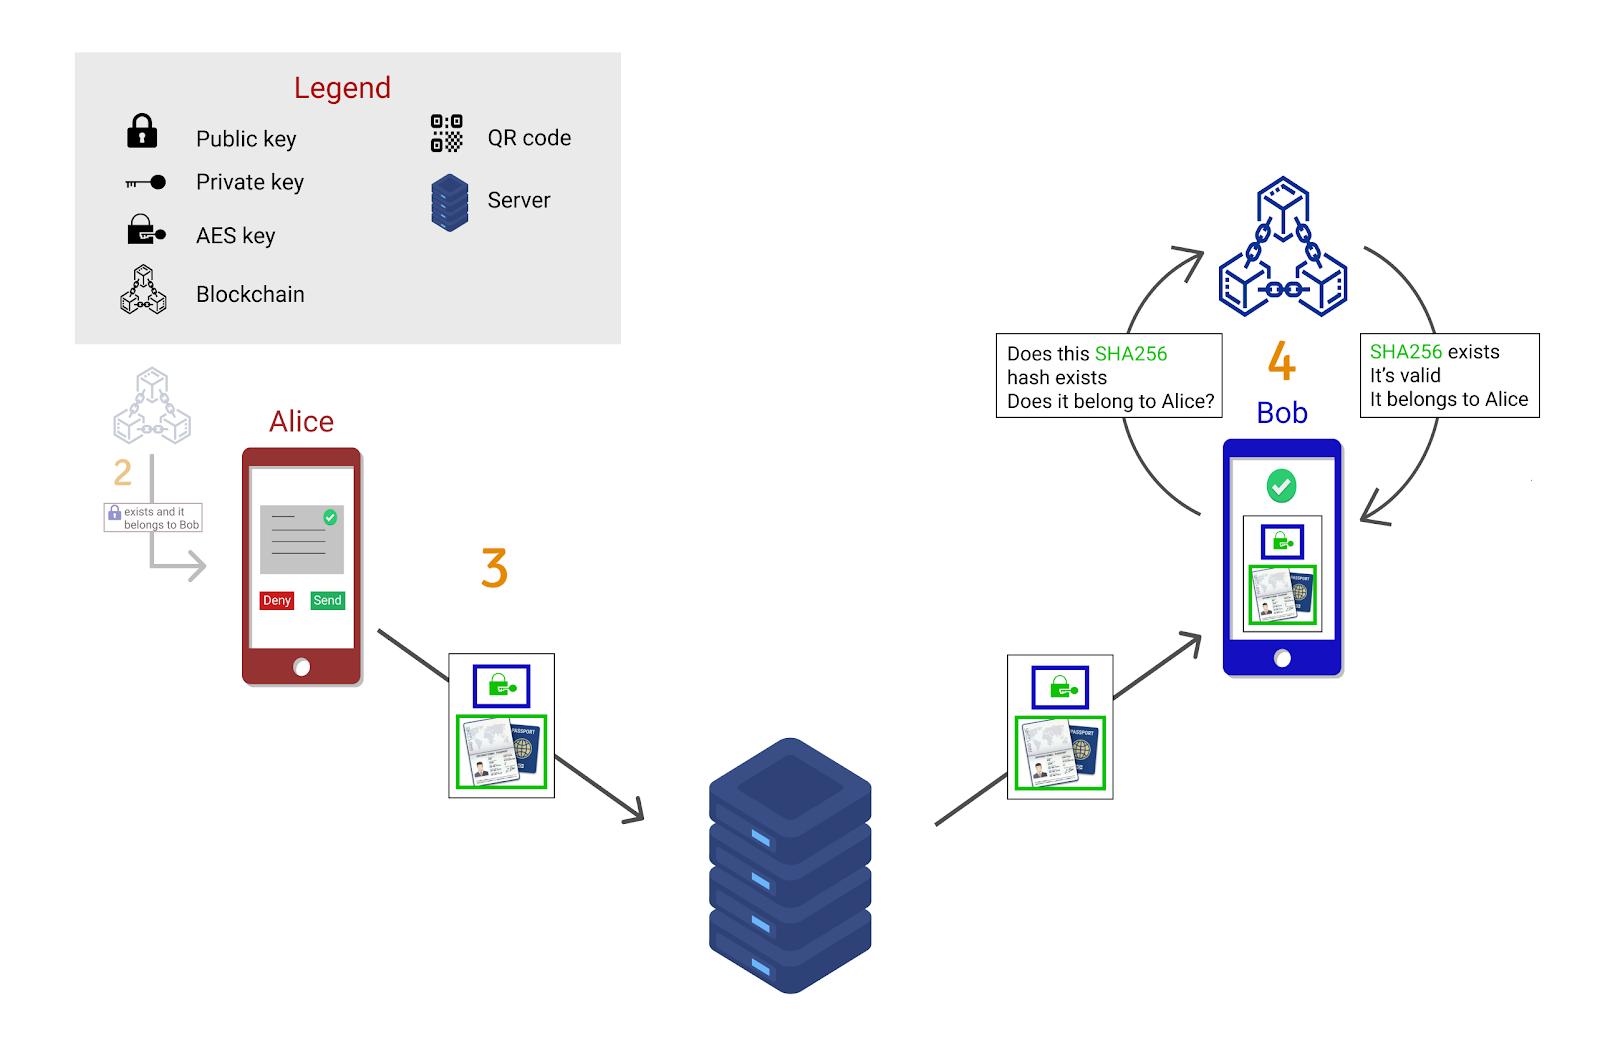 Legend
Public key
Private key
AES key
Blockchain
QR code
Server
2
exists and it
belongs to Bob
Alice
Deny
Send
3
PASSPORT
PASSPORT
Does this SHA256
hash exists
Does it belong to Alice?
4
Bob
SHA256 exists
It's valid
It belongs to Alice
PASSPORT